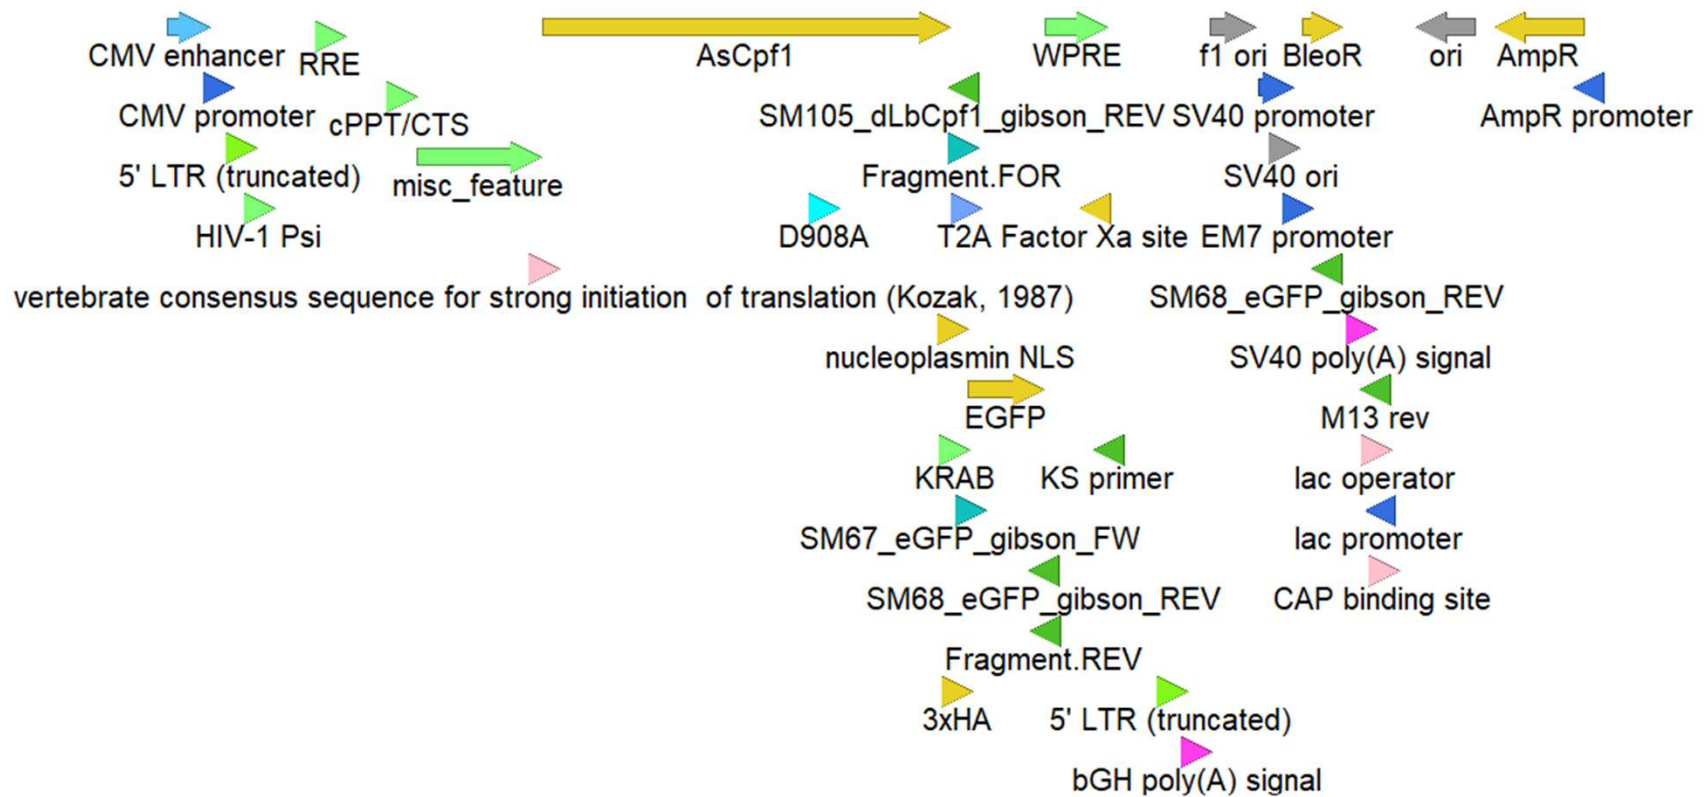 AsCpf1
WPRE
f1 ori
BleoR
ori
AmpR
CMV enhancer
RRE
CMV promoter
cPPT/CTS
SM105_dLbCpf1_gibson_REV
SV40 promoter
AmpR promoter
5' LTR (truncated)
misc_feature
Fragment.FOR
SV40 ori
HIV-1 Psi
D908A
T2A
Factor Xa site
EM7 promoter
vertebrate consensus sequence for strong initiation  of translation (Kozak, 1987)
SM68_eGFP_gibson_REV
nucleoplasmin NLS
SV40 poly(A) signal
EGFP
M13 rev
KRAB
KS primer
lac operator
SM67_eGFP_gibson_FW
lac promoter
SM68_eGFP_gibson_REV
CAP binding site
Fragment.REV
3xHA
5' LTR (truncated)
bGH poly(A) signal